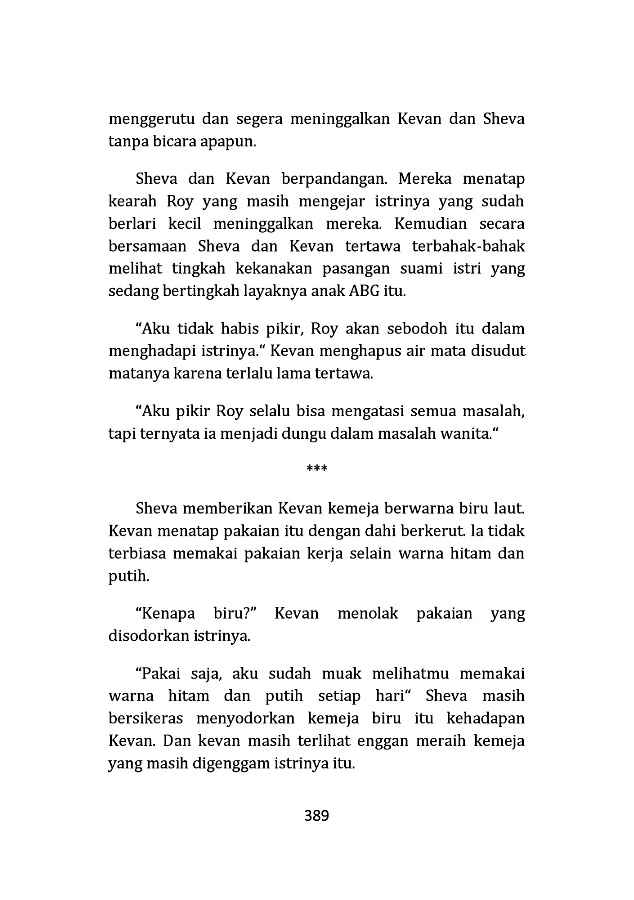 menggerutu dan segera meninggalkan Kevan dan Sheva
tanpa bicara apapun.
Sheva dan Kevan berpandangan. Mereka menatap
kearah Roy yang masih mengejar istrinya yang sudah
berlari kecil meninggalkan mereka. Kemudian secara
bersamaan Sheva dan Kevan tertawa terbahak-bahak
melihat tingkah kekanakan pasangan suami istri yang
sedang bertingkah layaknya anak ABG itu.
“Aku tidak habis pikir, Roy akan sebodoh itu dalam
menghadapi istrinya.“ Kevan menghapus air mata disudut
matanya karena terlalu lama tertawa.
“Aku pikir Roy selalu bisa mengatasi semua masalah,
tapi ternyata ia menjadi dungu dalam masalah wanita.“
***
Sheva memberikan Kevan kemeja berwarna biru laut.
Kevan menatap pakaian itu dengan dahi berkerut. Ia tidak
terbiasa memakai pakaian kerja selain warna hitam dan
putih.
“Kenapa biru?” Kevan menolak pakaian yang
disodorkan istrinya.
“Pakai saja, aku sudah muak melihatmu memakai
warna hitam dan putih setiap hari“ Sheva masih
bersikeras menyodorkan kemeja biru itu kehadapan
Kevan. Dan kevan masih terlihat enggan meraih kemeja
yang masih digenggam istrinya itu.
389